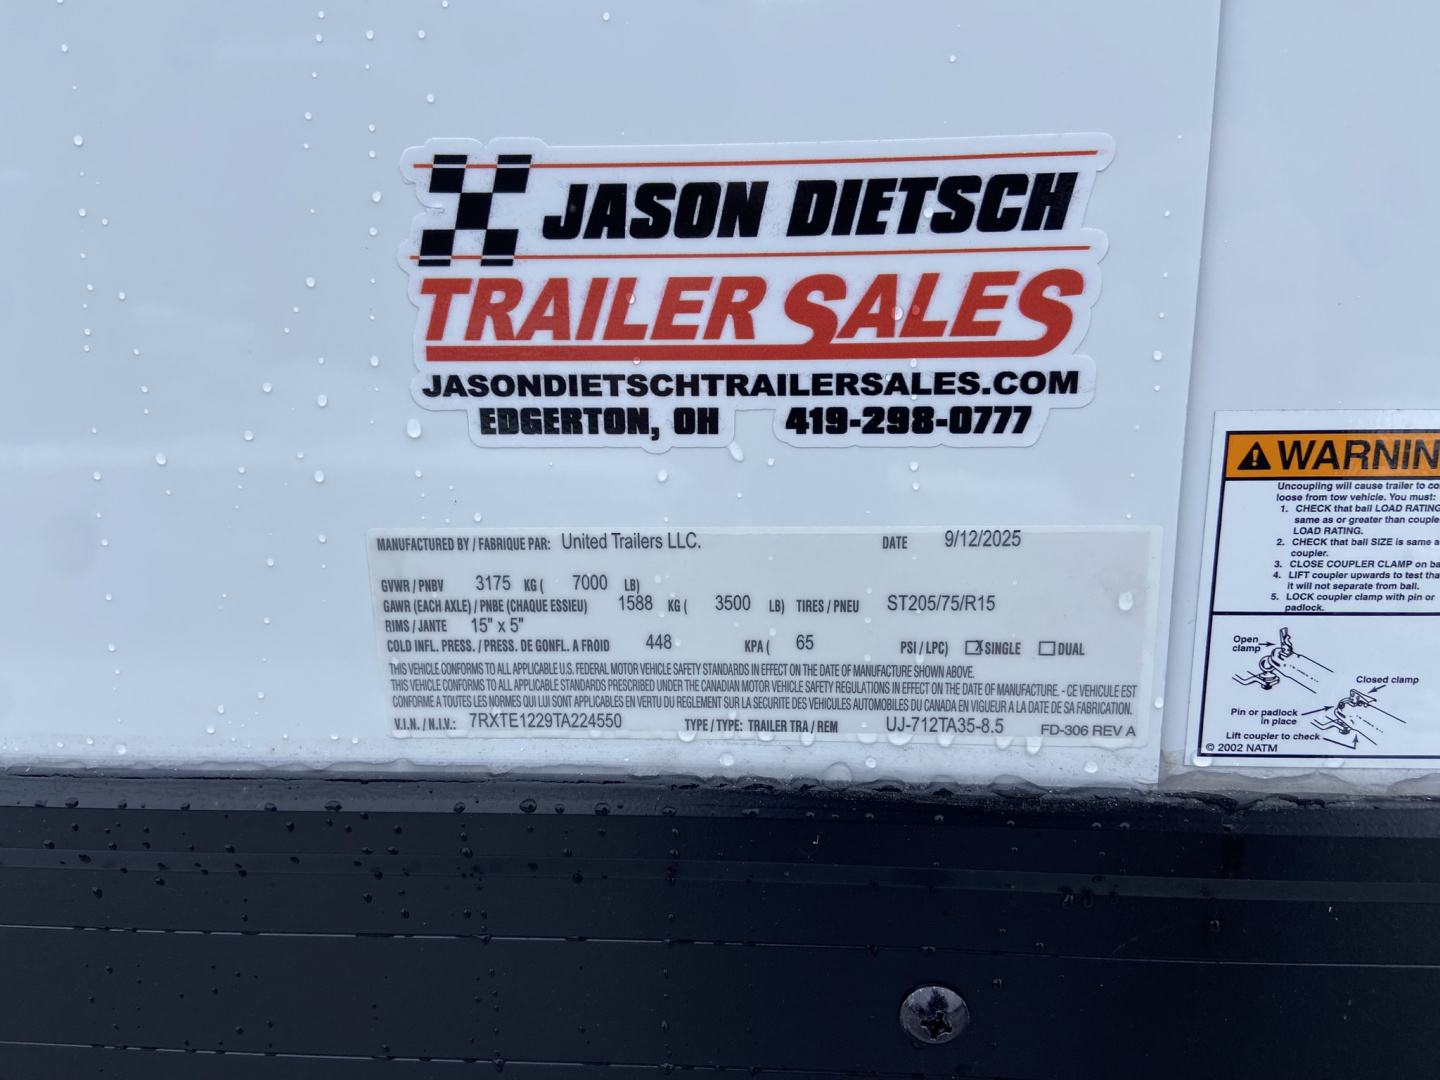 JASON DIETSCH
TRAILER SALES
JASONDIETSCHTRAILERSALES.COM
EDGERTON, OH 419-298-0777
MANUFACTURED BY / FABRIQUE PAR: United Trailers LLC. DATE 9/12/2025
GVWR / PNBV 3175 KG ( 7000 LB)
GAWR (EACH AXLE) / PNBE (CHAQUE ESSIEU) 1588 KG ( 3500 LB) TIRES / PNEU ST205/75/R15
RIMS / JANTE 15" x 5"
COLD INFL. PRESS. / PRESS. DE GONFL. A FROID 448 KPA ( 65 PSI / LPC) X SINGLE DUAL
THIS VEHICLE CONFORMS TO ALL APPLICABLE U.S. FEDERAL MOTOR VEHICLE SAFETY STANDARDS IN EFFECT ON THE DATE OF MANUFACTURE SHOWN ABOVE.
THIS VEHICLE CONFORMS TO ALL APPLICABLE STANDARDS PRESCRIBED UNDER THE CANADIAN MOTOR VEHICLE SAFETY REGULATIONS IN EFFECT ON THE DATE OF MANUFACTURE. - CE VEHICULE EST
CONFORME A TOUTES LES NORMES QUI LUI SONT APPLICABLES EN VERTU DU REGLEMENT SUR LA SECURITE DES VEHICULES AUTOMOBILES DU CANADA EN VIGUEUR A LA DATE DE SA FABRICATION.
V.I.N. / N.I.V.: 7RXTE1229TA224550 TYPE / TYPE: TRAILER TRA / REM UJ-712TA35-8.5 FD-306 REV A
WARNIN
Uncoupling will cause trailer to co
loose from tow vehicle. You must:
1. CHECK that ball LOAD RATING
same as or greater than couple
LOAD RATING.
2. CHECK that ball SIZE is same a
coupler.
3. CLOSE COUPLER CLAMP on ba
4. LIFT coupler upwards to test tha
it will not separate from ball.
5. LOCK coupler clamp with pin or
padlock.
Open
clamp
Closed clamp
Pin or padlock
in place
Lift coupler to check
© 2002 NATM